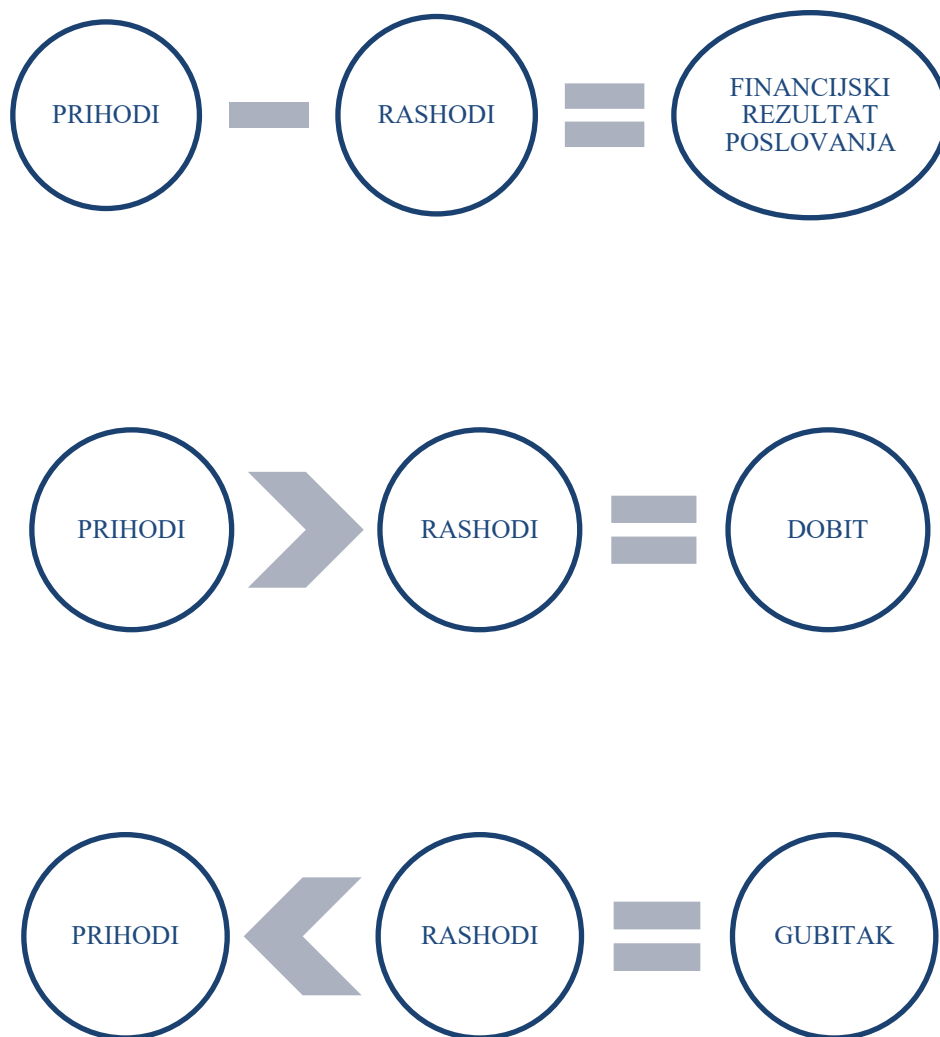 PRIHODI
RASHODI
FINANCIJSKI
REZULTAT
POSLOVANJA
PRIHODI
RASHODI
DOBIT
PRIHODI
RASHODI
GUBITAK